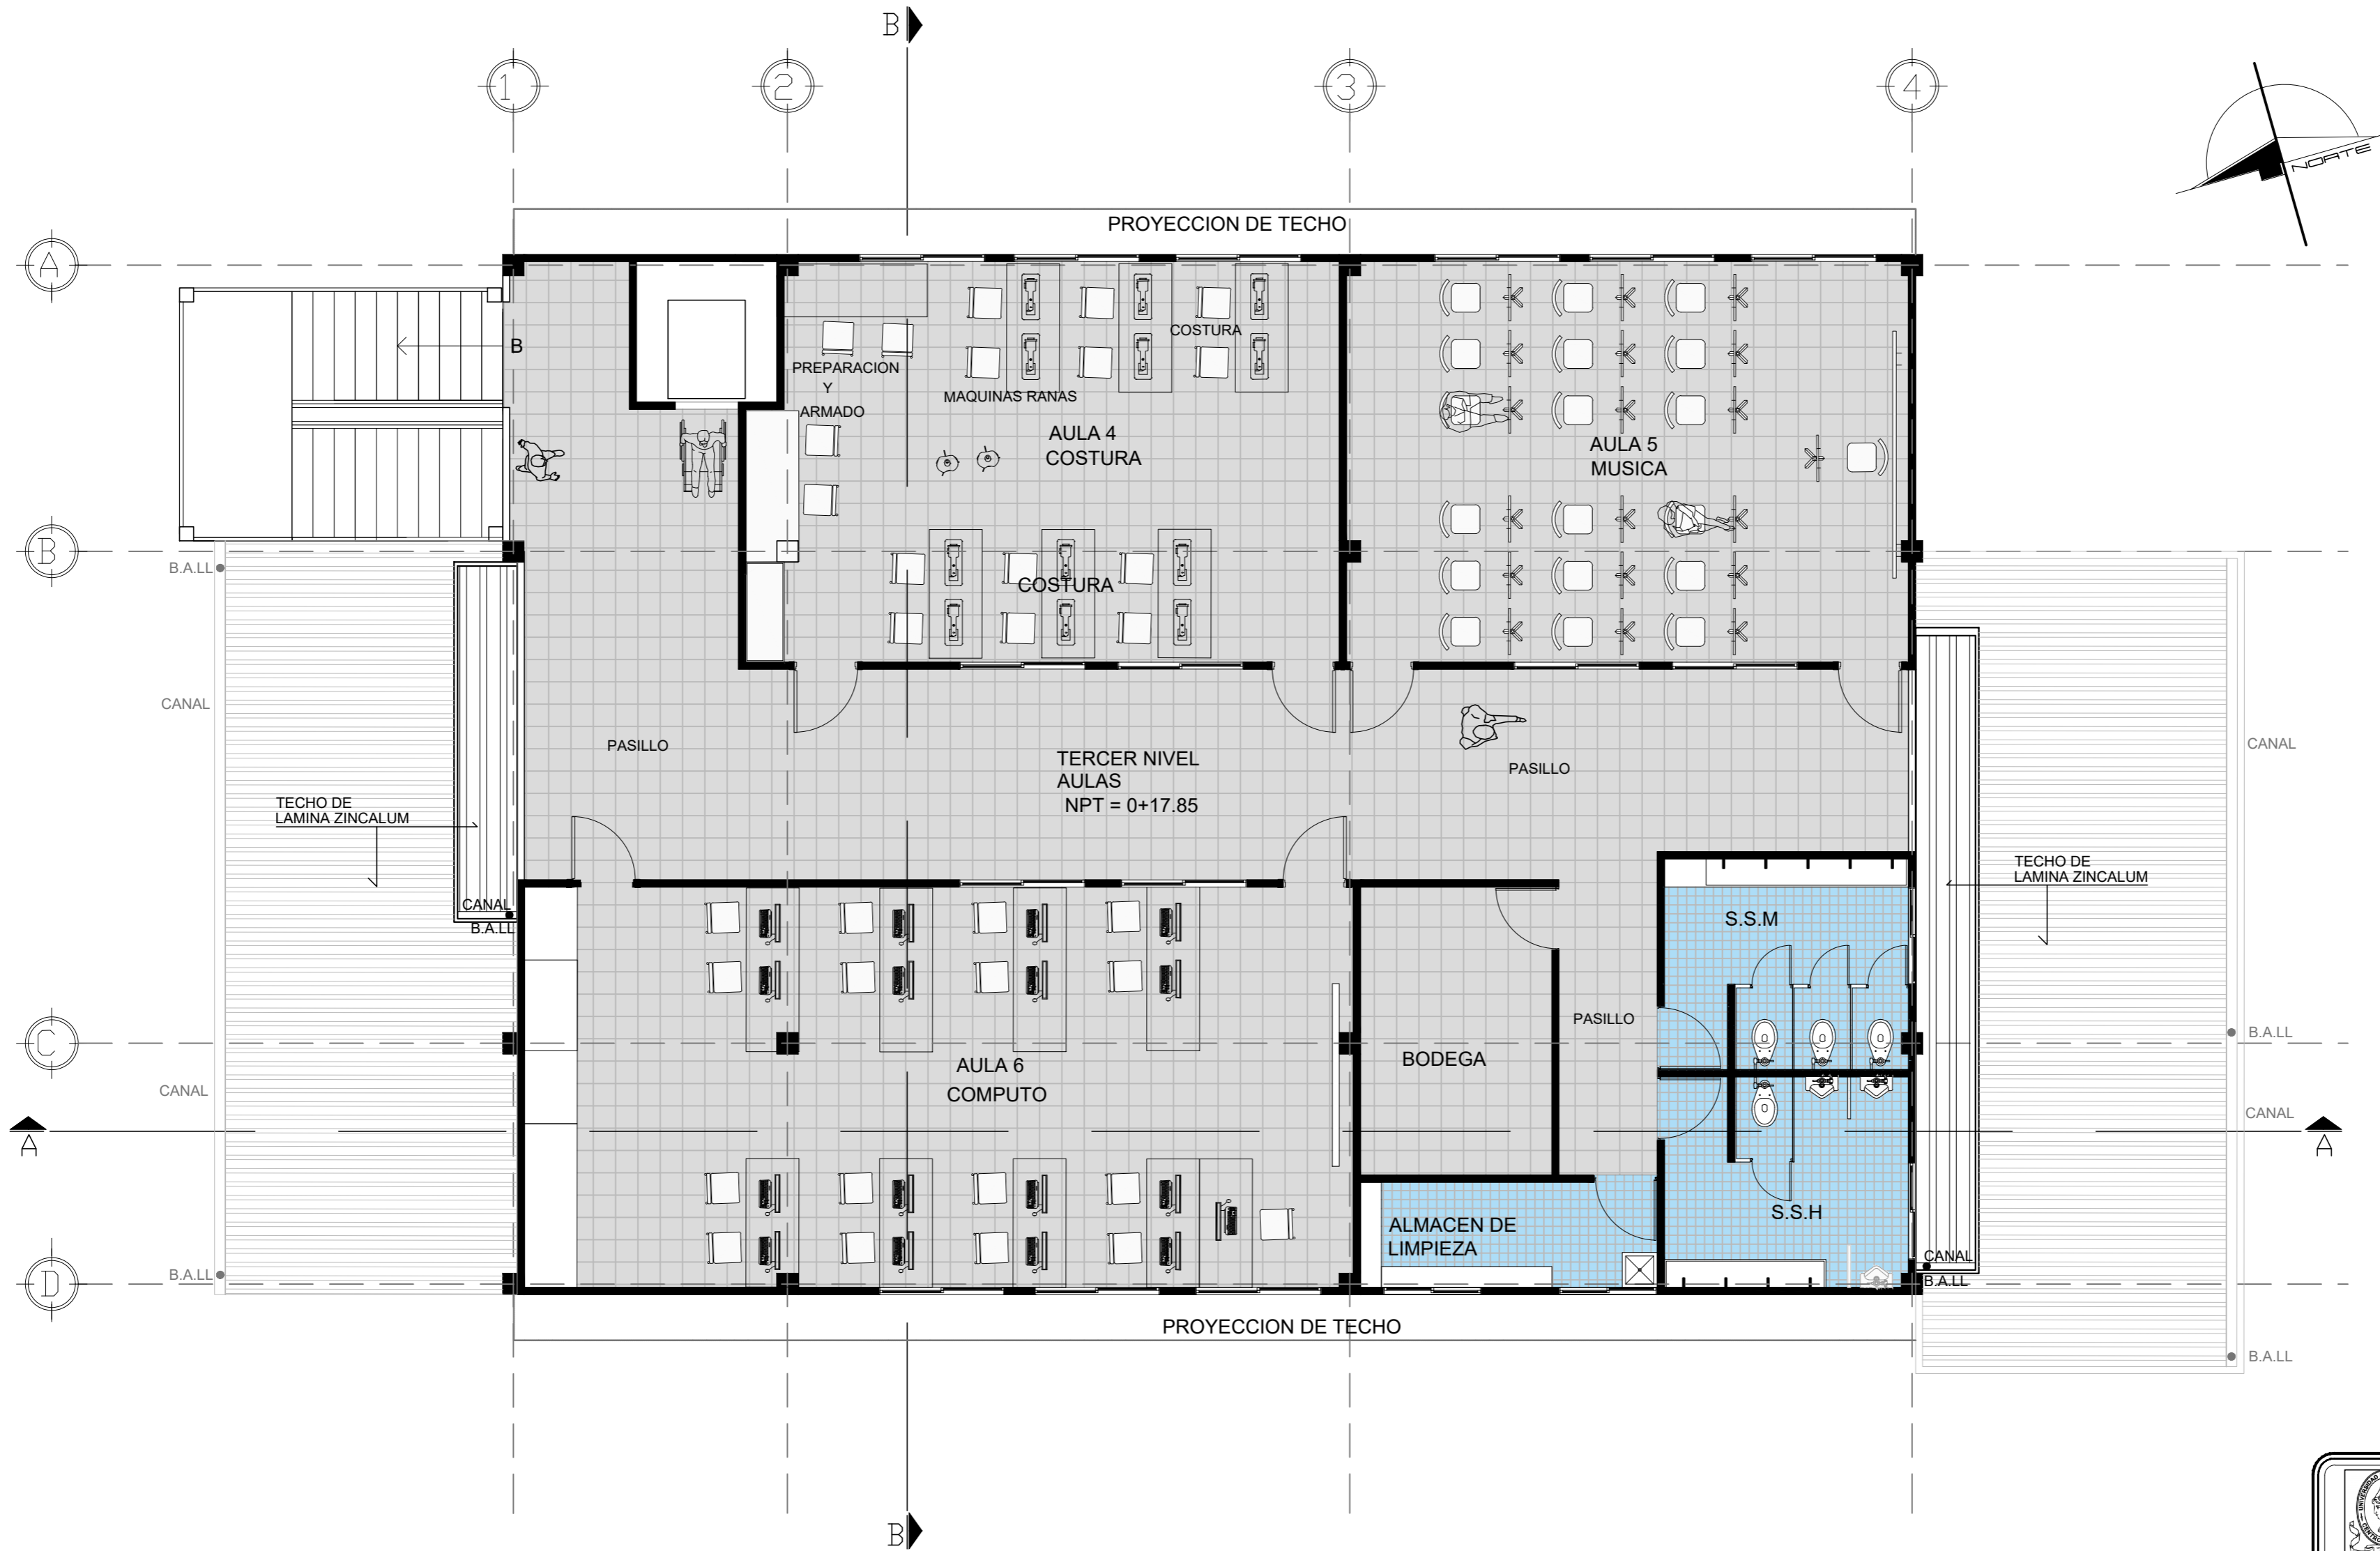 B
1
2
3
4
NORTE
PROYECCION DE TECHO
A
B
COSTURA
PREPARACION
Y
ARMADO
MAQUINAS RANAS
AULA 4
COSTURA
AULA 5
MUSICA
B
B.A.LL
COSTURA
CANAL
PASILLO
CANAL
TERCER NIVEL
AULAS
NPT = 0+17.85
PASILLO
TECHO DE
LAMINA ZINCALUM
TECHO DE
LAMINA ZINCALUM
CANAL
B.A.LL
S.S.M
PASILLO
B.A.LL
C
BODEGA
AULA 6
COMPUTO
CANAL
CANAL
A
A
S.S.H
ALMACEN DE
LIMPIEZA
CANAL
B.A.LL
B.A.LL
D
PROYECCION DE TECHO
B.A.LL
B
UNIVERSIDAD